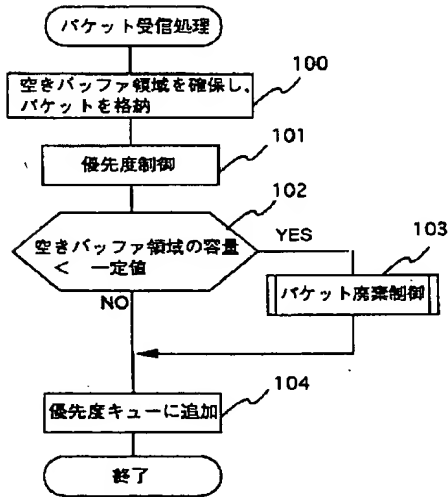 パケット受信処理
100
空きバッファ領域を確保し、
パケットを格納
101
優先度制御
102
空きバッファ領域の容量
< 一定値
YES
103
パケット廃棄制御
NO
104
優先度キューに追加
終了